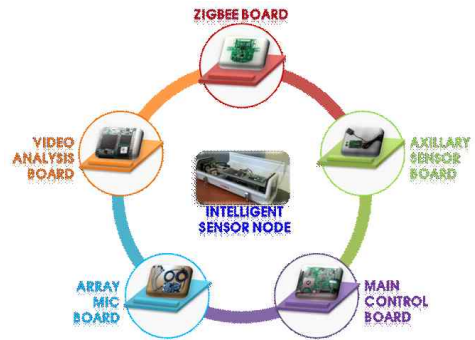 ZIGBEE BOARD
VIDEO
ANALYSIS
BOARD
AXILLARY
SENSOR
BOARD
INTELLIGENT
SENSOR NODE
ARRAY
MIC
BOARD
MAIN
CONTROL
BOARD